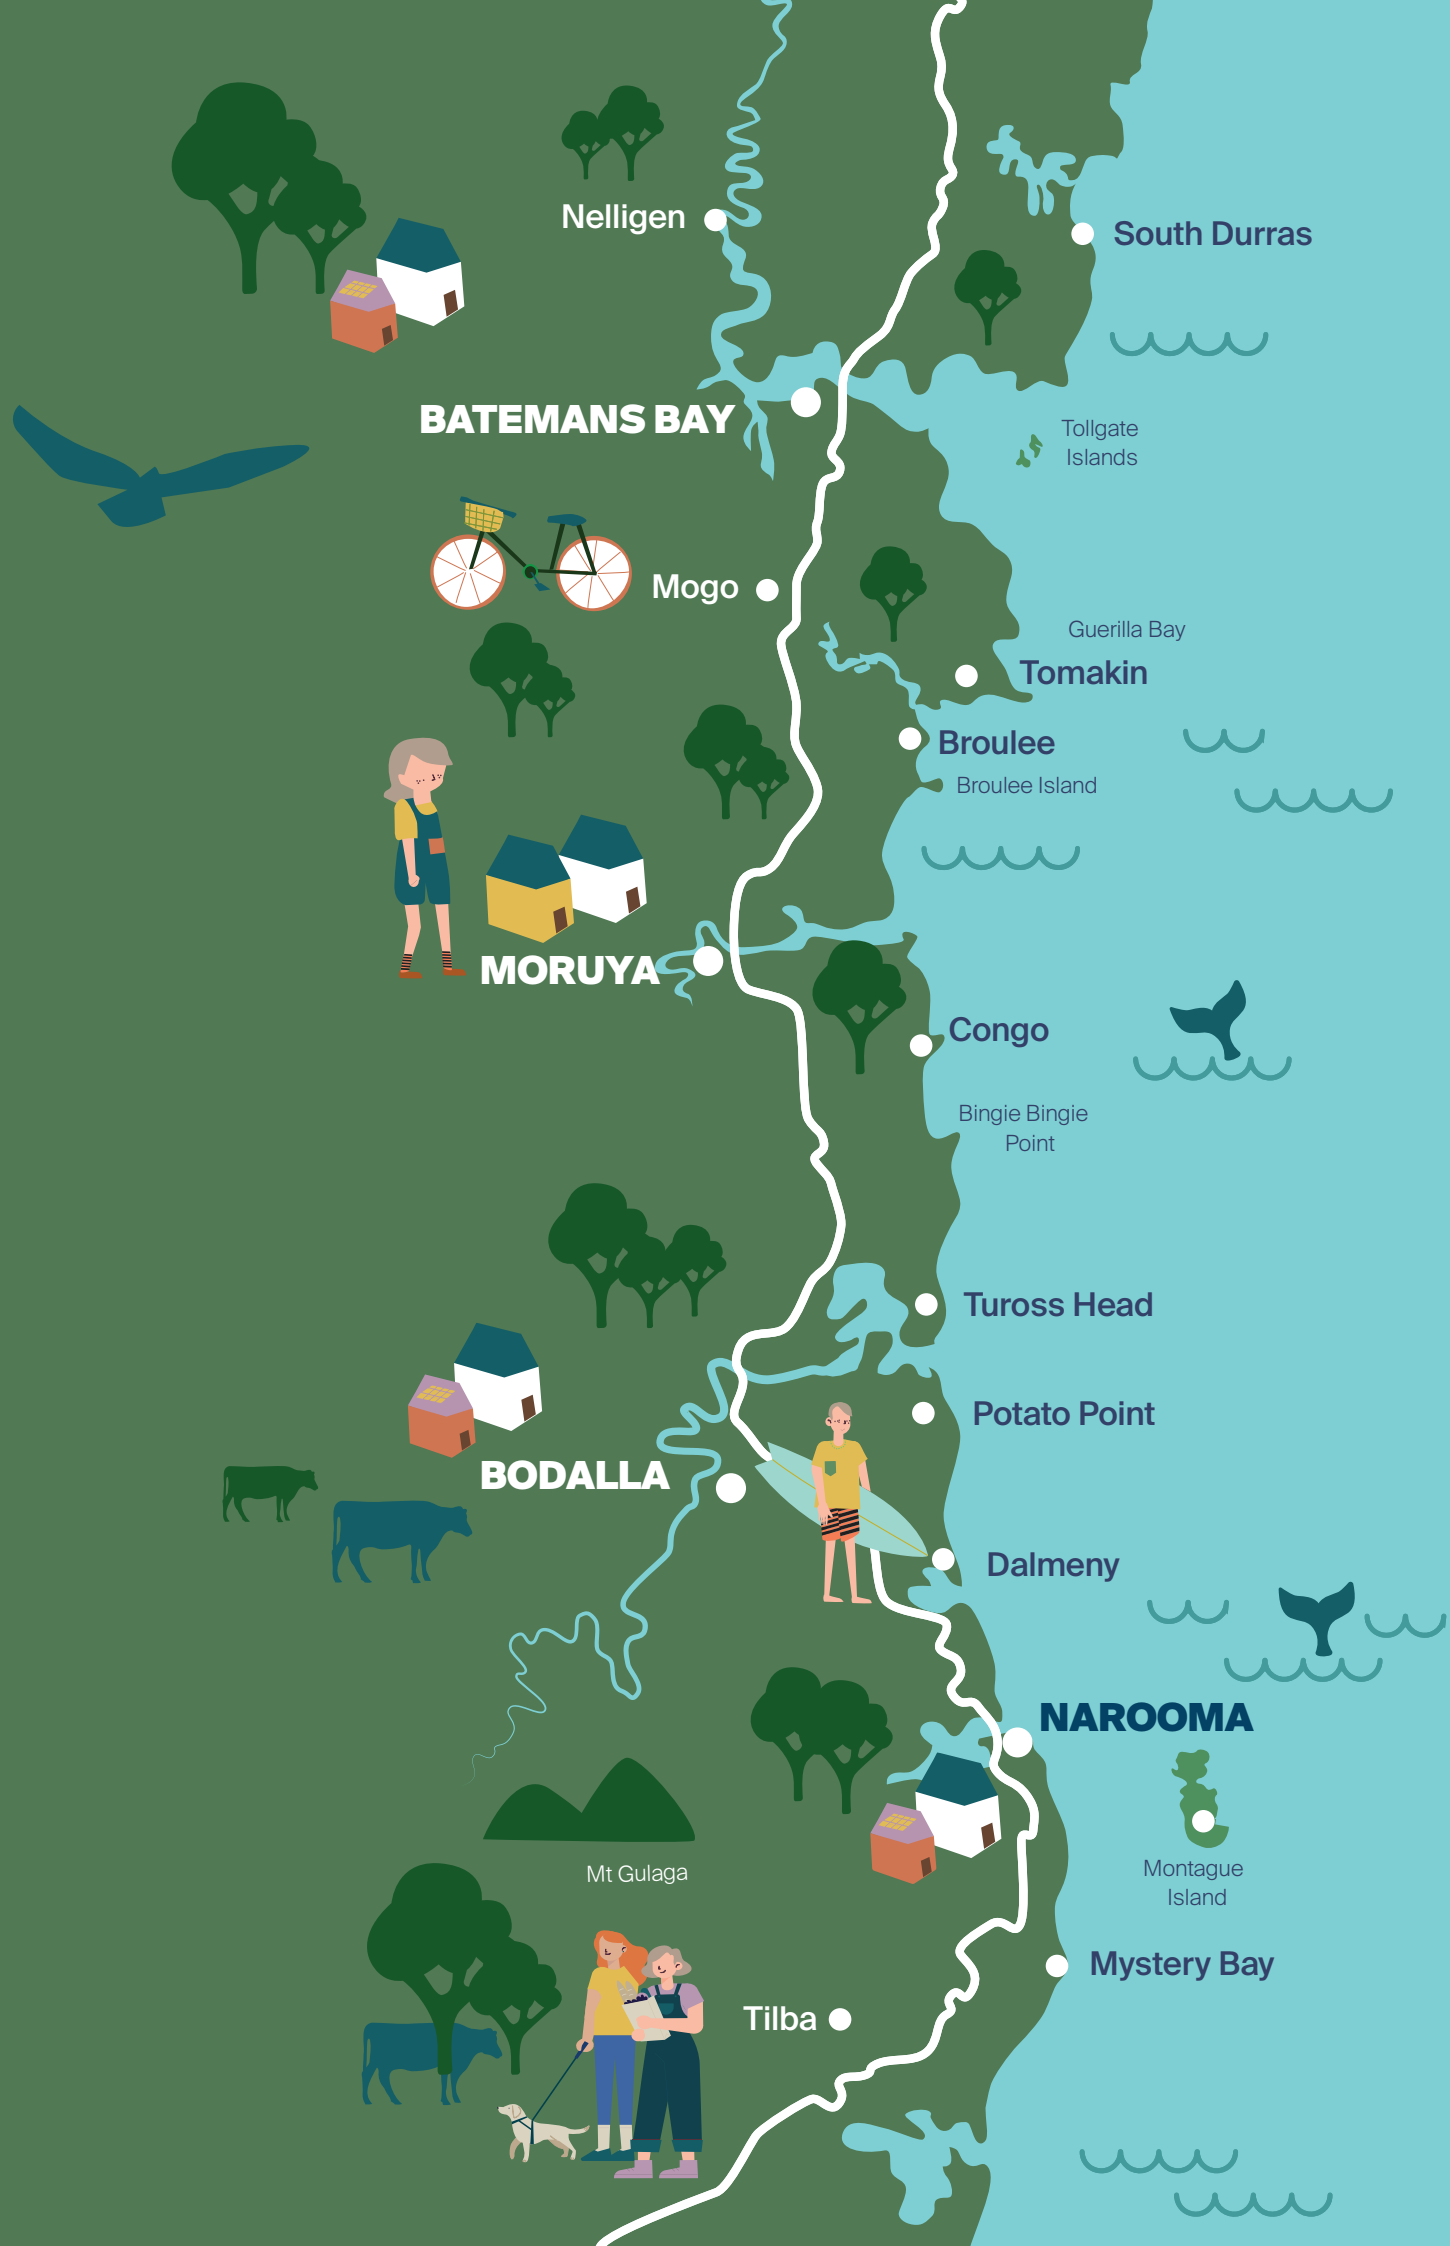 Nelligen
South Durras
BATEMANS BAY
Tollgate
Islands
Mogo
Guerilla Bay
Tomakin
Broulee
Broulee Island
MORUYA
Congo
Bingie Bingie
Point
Tuross Head
Potato Point
BODALLA
Dalmeny
NAROOMA
Mt Gulaga
Montague
Island
Mystery Bay
Tilba